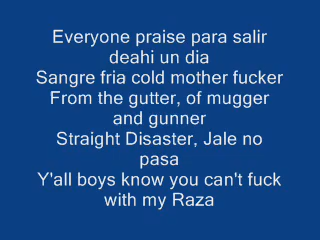 Everyone praise para salir
deahi un dia
Sangre fria cold mother fucker
From the gutter, of mugger
and gunner
Straight Disaster, Jale no
pasa
Y'all boys know you can't fuck
with my Raza